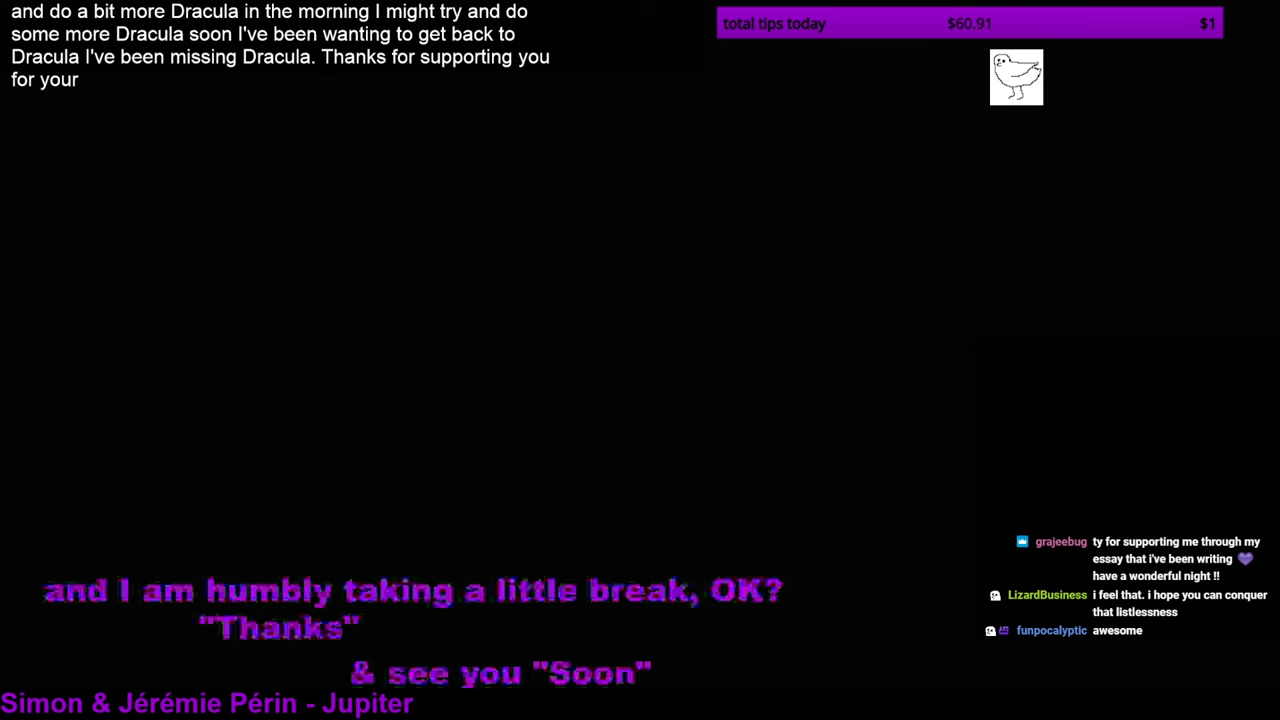 and do a bit more Dracula in the morning I might try and do
some more Dracula soon I've been wanting to get back to
Dracula I've been missing Dracula. Thanks for supporting you
for your
total tips today $60.91 $1
grajeebug ty for supporting me through my
essay that i've been writing 💜
have a wonderful night !!
LizardBusiness i feel that. i hope you can conquer
that listlessness
funpocalyptic awesome
and I am humbly taking a little break, OK?
"Thanks"
& see you "Soon"
Simon & Jérémie Périn - Jupiter